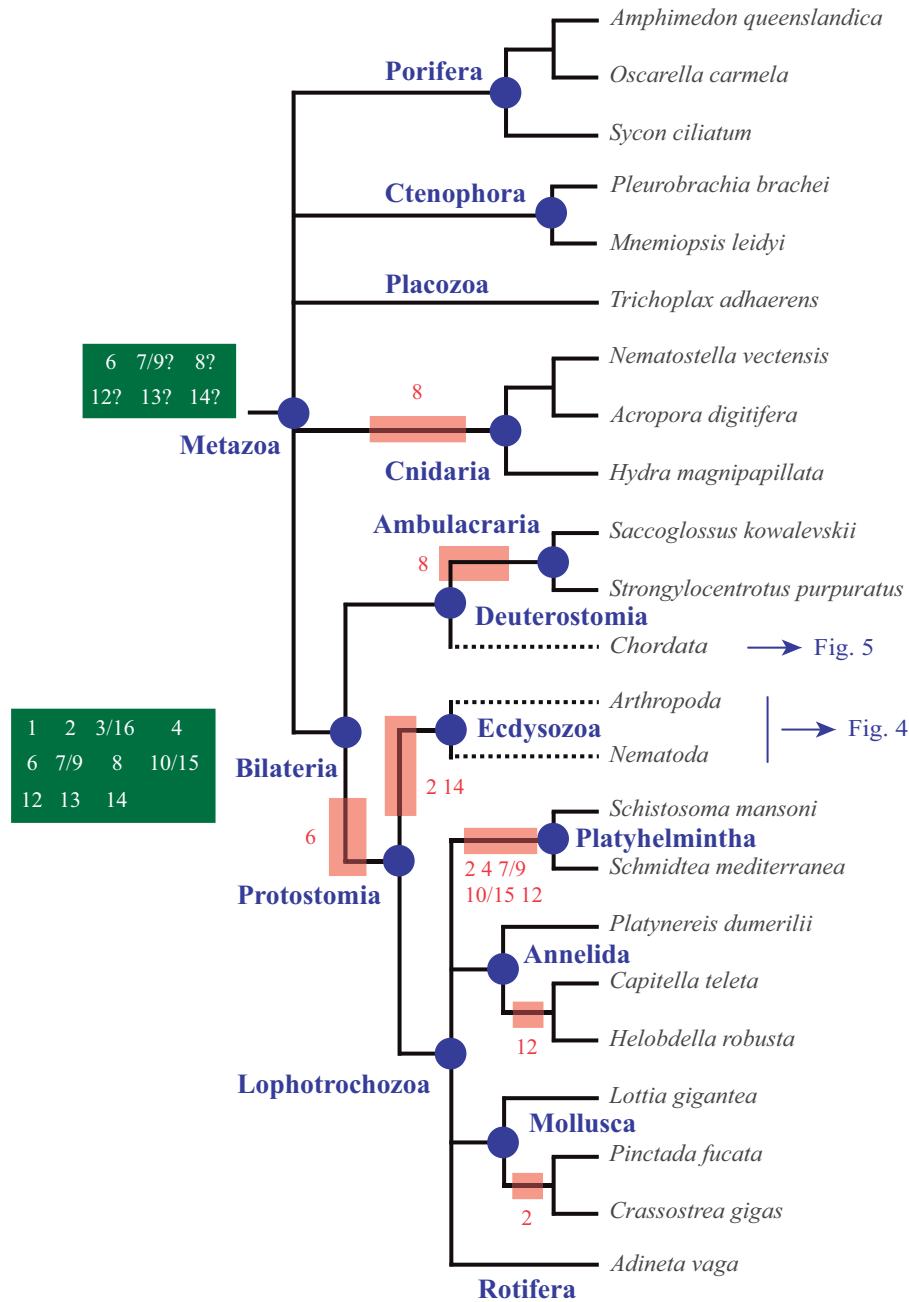 Amphimedon queenslandica
Porifera
Oscarella carmela
Sycon ciliatum
Pleurobrachia brachei
Ctenophora
Mnemiopsis leidyi
Placozoa
Trichoplax adhaerens
6 7/9? 8?
12? 13? 14?
Metazoa
Nematostella vectensis
8
Acropora digitifera
Cnidaria
Hydra magnipapillata
Ambulacraria
Saccoglossus kowalevskii
8
Strongylocentrotus purpuratus
Deuterostomia
Chordata
Fig. 5
Arthropoda
Ecdysozoa
Fig. 4
Nematoda
1 2 3/16 4
6 7/9 8 10/15
12 13 14
Bilateria
2 14
6
Protostomia
Schistosoma mansoni
Platyhelmintha
2 4 7/9
10/15 12
Schmidtea mediterranea
Platynereis dumerilii
Annelida
Capitella teleta
12
Helobdella robusta
Lophotrochozoa
Lottia gigantea
Mollusca
Pinctada fucata
2
Crassostrea gigas
Adineta vaga
Rotifera